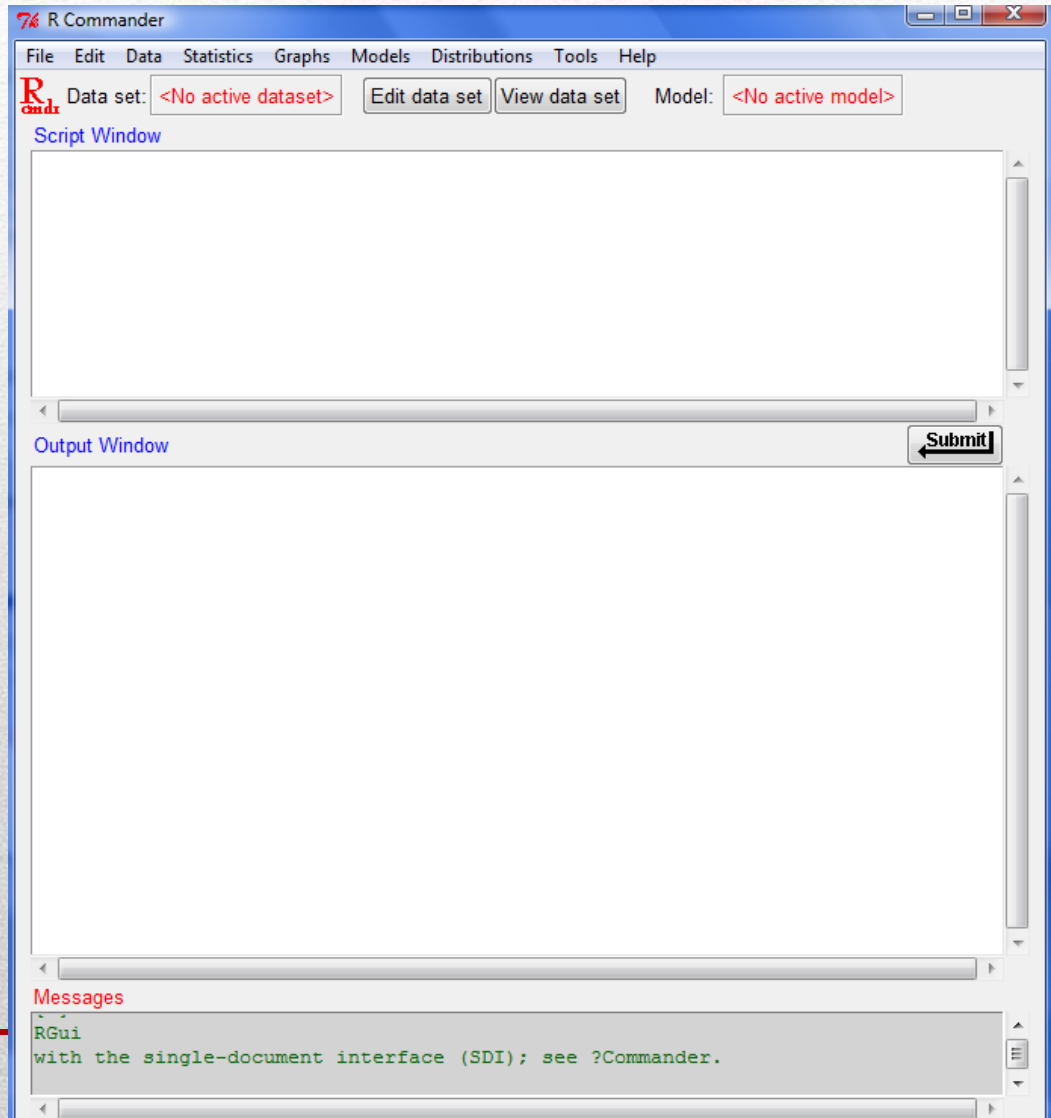 R Commander
File Edit Data Statistics Graphs Models Distributions Tools Help
R cmdr Data set: <No active dataset> Edit data set View data set Model: <No active model>
Script Window
Output Window
Submit
Messages
RGui
with the single-document interface (SDI); see ?Commander.